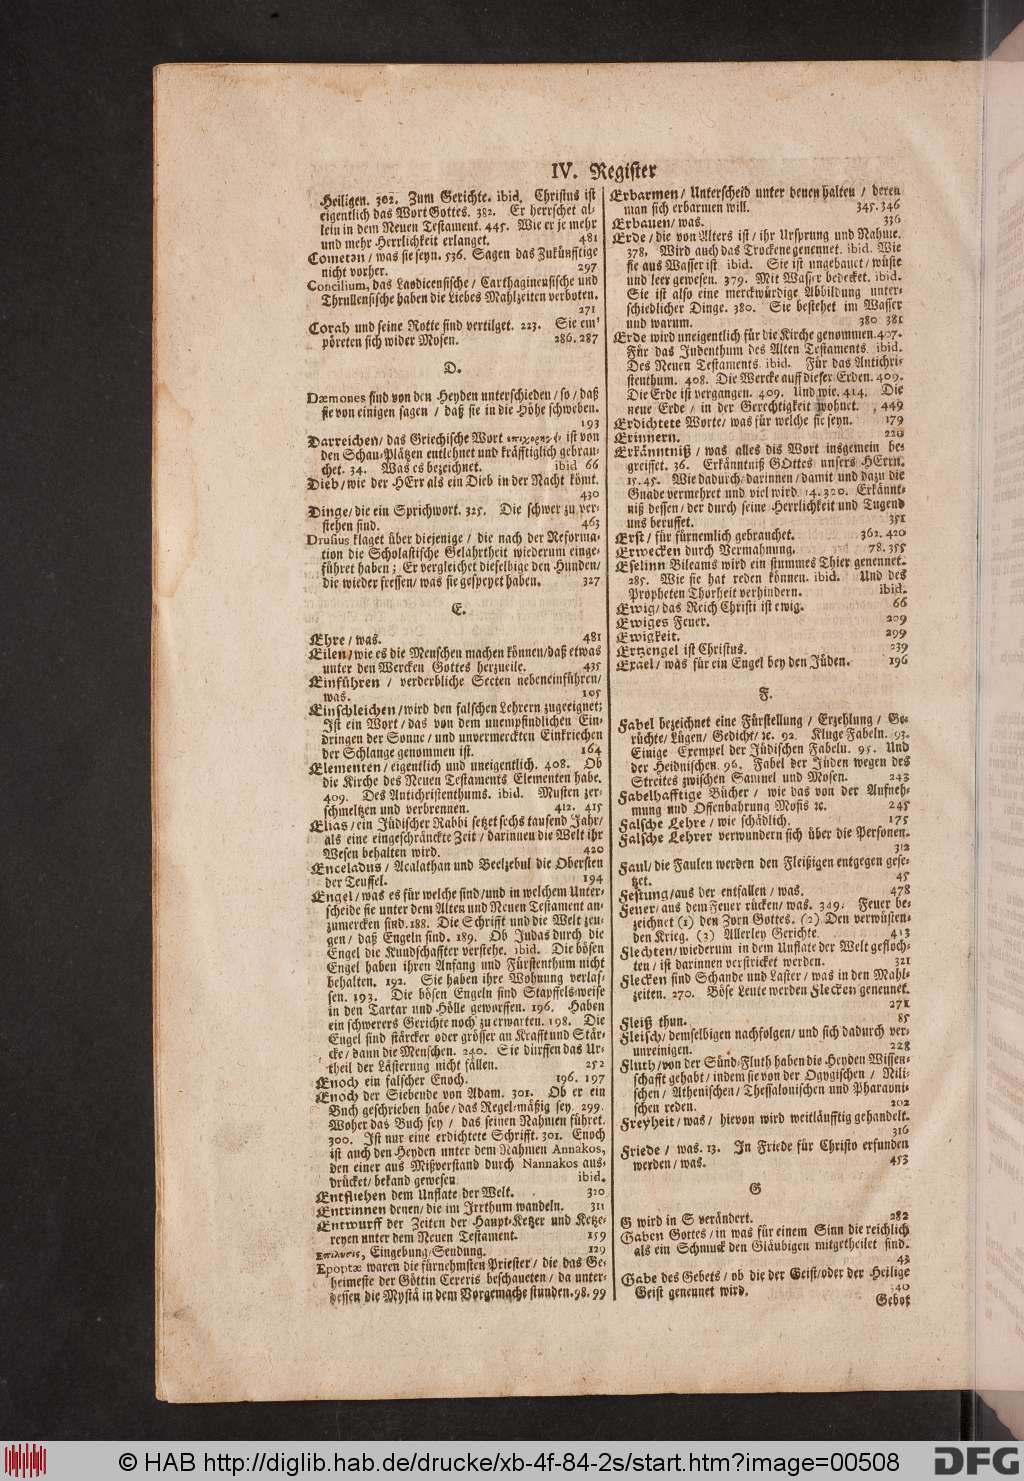 IV. Register
Heiligen. 302. Zum Gerichte. ibid. Christus ist
eigentlich das Wort Gottes. 382. Er herrschet al-
lein in dem Neuen Testament. 445. Wie er je mehr
und mehr Herrlichkeit erlanget. 481
Cometen / was sie seyn. 536. Sagen das Zukünfftige
nicht vorher. 297
Concilium, das Laodicensische / Carthaginensische und
Thrullensische haben die Liebes Mahlzeiten verboten.
271
Corah und seine Rotte sind vertilget. 223. Sie em-
pöreten sich wider Mosen. 286. 287
D.
Dæmones sind von den Heyden unterschieden / so / daß
sie von einigen sagen / daß sie in die Höhe schweben.
193
Darreichen / das Griechische Wort ist von
den Schau-Plätzen entlehnet und kräfftiglich gebrau-
chet. 34. Was es bezeichnet. ibid 66
Dieb / wie der HErr als ein Dieb in der Nacht kömt.
430
Dinge / die ein Sprichwort. 325. Die schwer zu ver-
stehen sind. 463
Drusius klaget über diejenige / die nach der Reforma-
tion die Scholastische Gelahrtheit wiederum einge-
führet haben; Er vergleichet dieselbige den Hunden /
die wieder fressen / was sie gespeyet haben. 327
E.
Ehre / was. 481
Eilen / wie es die Menschen machen können / daß etwas
unter den Wercken Gottes herzueile. 435
Einführen / verderbliche Secten nebeneinführen /
was. 105
Einschleichen / wird den falschen Lehrern zugeeignet;
Ist ein Wort / das von dem unempfindlichen Ein-
dringen der Sonne / und unvermerckten Einkriechen
der Schlange genommen ist. 164
Elementen / eigentlich und uneigentlich. 408. Ob
die Kirche des Neuen Testaments Elementen habe.
409. Des Antichristenthums. ibid. Musten zer-
schmeltzen und verbrennen. 412. 415
Elias / ein Jüdischer Rabbi setzet sechs tausend Jahr /
als eine eingeschränckte Zeit / darinnen die Welt ihr
Wesen behalten wird. 420
Enceladus / Acalathan und Beelzebul die Obersten
der Teuffel. 194
Engel / was es für welche sind / und in welchem Unter-
scheide sie unter dem Alten und Neuen Testament an-
zumercken sind. 188. Die Schrifft und die Welt zeu-
gen / daß Engeln sind. 189. Ob Judas durch die
Engel die Kundschaffter verstehe. ibid. Die bösen
Engel haben ihren Anfang und Fürstenthum nicht
behalten. 192. Sie haben ihre Wohnung verlas-
sen. 193. Die bösen Engeln sind Stapffels-weise
in den Tartar und Hölle geworffen. 196. Haben
ein schwerers Gerichte noch zu erwarten. 198. Die
Engel sind stärcker oder grösser an Krafft und Stär-
cke / dann die Menschen. 240. Sie dürffen das Ur-
theil der Lästerung nicht fällen. 252
Enoch ein falscher Enoch. 196. 197
Enoch der Siebende von Adam. 301. Ob er ein
Buch geschrieben habe / das Regel-mäßig sey. 299.
Woher das Buch sey / das seinen Nahmen führet.
300. Ist nur eine erdichtete Schrifft. 301. Enoch
ist auch den Heyden unter dem Nahmen Annakos,
den einer aus Mißverstand durch Nannakos aus-
drücket / bekand gewesen ibid.
Entfliehen dem Unflate der Welt. 320
Entrinnen denen / die im Irrthum wandeln. 311
Entwurff der Zeiten der Haupt-Ketzer und Ketze-
reyen unter dem Neuen Testament. 159
Επίλυσις, Eingebung / Sendung. 129
Epoptæ waren die fürnehmsten Priester / die das Ge-
heimeste der Göttin Cereris beschaueten / da unter-
dessen die Mystä in dem Vorgemache stunden. 98. 99
Erbarmen / Unterscheid unter denen halten / deren
man sich erbarmen will. 345. 346
Erbauen / was. 336
Erde / die von Alters ist / ihr Ursprung und Nahme.
378. Wird auch das Trockene genennet. ibid. Wie
sie aus Wasser ist ibid. Sie ist ungebauet / wüste
und leer gewesen. 379. Mit Wasser bedecket. ibid.
Sie ist also eine merckwürdige Abbildung unter-
schiedlicher Dinge. 380. Sie bestehet im Wasser
und warum. 380 381
Erde wird uneigentlich für die Kirche genommen. 407.
Für das Judenthum des Alten Testaments ibid.
Des Neuen Testaments ibid. Für das Antichri-
stenthum. 408. Die Wercke auff dieser Erden. 409.
Die Erde ist vergangen. 409. Und wie. 414. Die
neue Erde / in der Gerechtigkeit wohnet. 449
Erdichtete Worte / was für welche sie seyn. 179
Erinnern. 220
Erkänntniß / was alles dis Wort insgemein be-
greiffet. 36. Erkänntniß GOttes unsers HErrn.
15. 45. Wie dadurch / darinnen / damit und dazu die
Gnade vermehret und viel wird 14. 320. Erkännt-
niß dessen / der durch seine Herrlichkeit und Tugend
uns beruffet. 351
Erst / für fürnemlich gebrauchet. 362. 420
Erwecken durch Vermahnung. 78. 355
Eselinn Bileams wird ein stummes Thier genennet.
285. Wie sie hat reden können. ibid. Und des
Propheten Thorheit verhindern. ibid.
Ewig / das Reich Christi ist ewig. 66
Ewiges Feuer. 209
Ewigkeit. 299
Ertzengel ist Christus. 239
Exael / was für ein Engel bey den Jüden. 196
F.
Fabel bezeichnet eine Fürstellung / Erzehlung / Ge-
rüchte / Lügen / Gedicht / ꝛc. 92. Kluge Fabeln. 93.
Einige Exempel der Jüdischen Fabeln. 95. Und
der Heidnischen. 96. Fabel der Jüden wegen des
Streites zwischen Samuel und Mosen. 243
Fabelhafftige Bücher / wie das von der Aufneh-
mung und Offenbahrung Mosis ꝛc. 245
Falsche Lehre / wie schädlich. 175
Falsche Lehrer verwundern sich über die Personen.
312
Faul / die Faulen werden den Fleißigen entgegen gese-
tzet. 45
Festung / aus der entfallen / was. 478
Feuer / aus dem Feuer rücken / was. 349. Feuer be-
zeichnet (1) den Zorn Gottes. (2) Den verwüsten-
den Krieg. (3) Allerley Gerichte. 413
Flechten / wiederum in dem Unflate der Welt gefloch-
ten / ist darinnen verstricket werden. 321
Flecken sind Schande und Laster / was in den Mahl-
zeiten. 270. Böse Leute werden Flecken genennet.
271
Fleiß thun. 85
Fleisch / demselbigen nachfolgen / und sich dadurch ver-
unreinigen. 228
Fluth / von der Sünd-Fluth haben die Heyden Wissen-
schafft gehabt / indem sie von der Ogygischen / Nili-
schen / Athenischen / Thessalonischen und Pharaoni-
schen reden. 202
Freyheit / was / hievon wird weitläufftig gehandelt.
316
Friede / was. 13. In Friede für Christo erfunden
werden / was. 453
G
G wird in S verändert. 282
Gaben Gottes / in was für einem Sinn die reichlich
als ein Schmuck den Gläubigen mitgetheilet sind.
43
Gabe des Gebets / ob die der Geist / oder der Heilige
Geist genennet wird. 40
Gebot
© HAB http://diglib.hab.de/drucke/xb-4f-84-2s/start.htm?image=00508
DFG